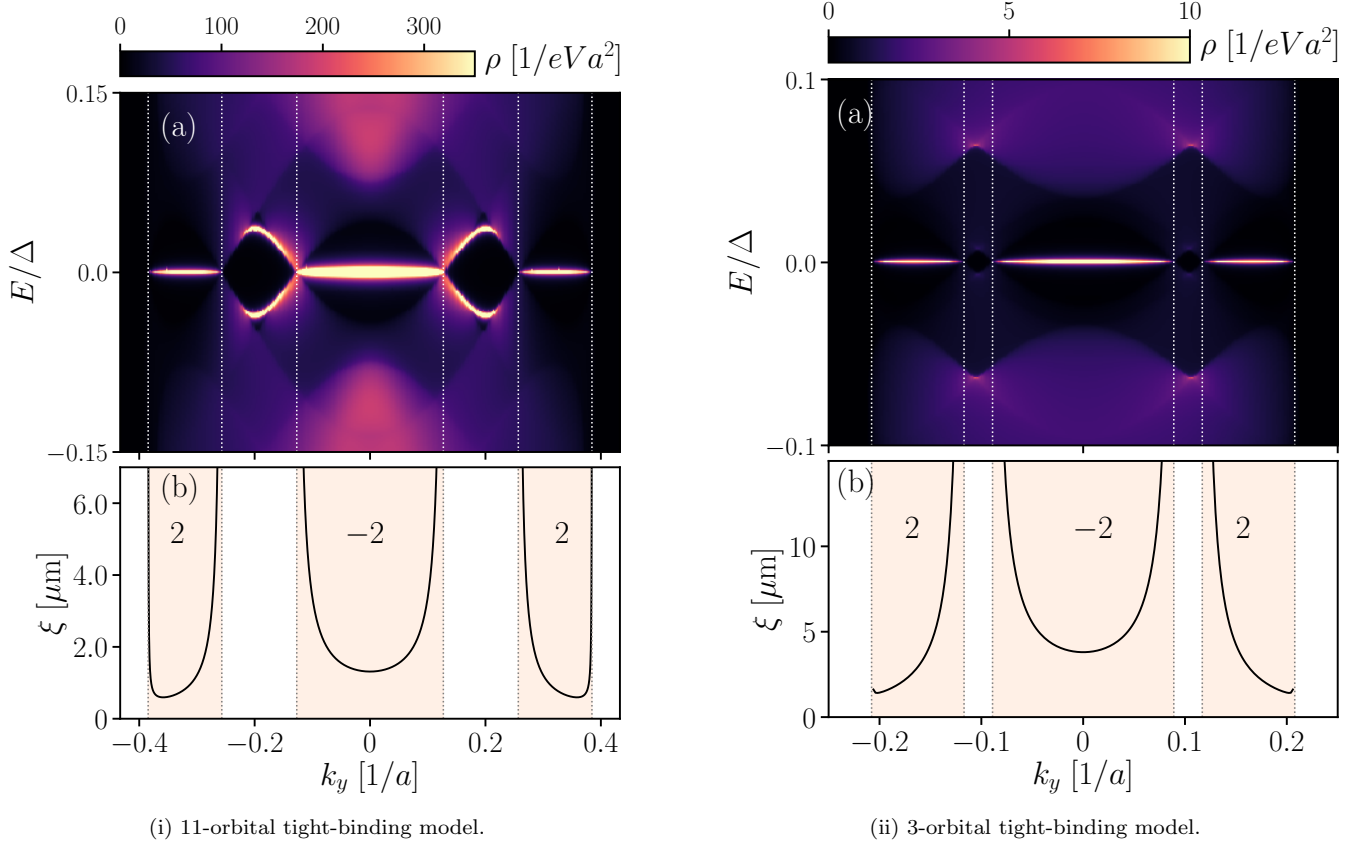 0 100 200 300
ρ [1/eVa²]
(a)
0.15
0.0
−0.15
E/Δ
(b)
2 −2 2
6.0
4.0
2.0
0
ξ [μm]
−0.4 −0.2 0 0.2 0.4
k_y [1/a]
(i) 11-orbital tight-binding model.
0 5 10
ρ [1/eVa²]
(a)
0.1
0.0
−0.1
E/Δ
(b)
2 −2 2
10
5
0
ξ [μm]
−0.2 −0.1 0 0.1 0.2
k_y [1/a]
(ii) 3-orbital tight-binding model.